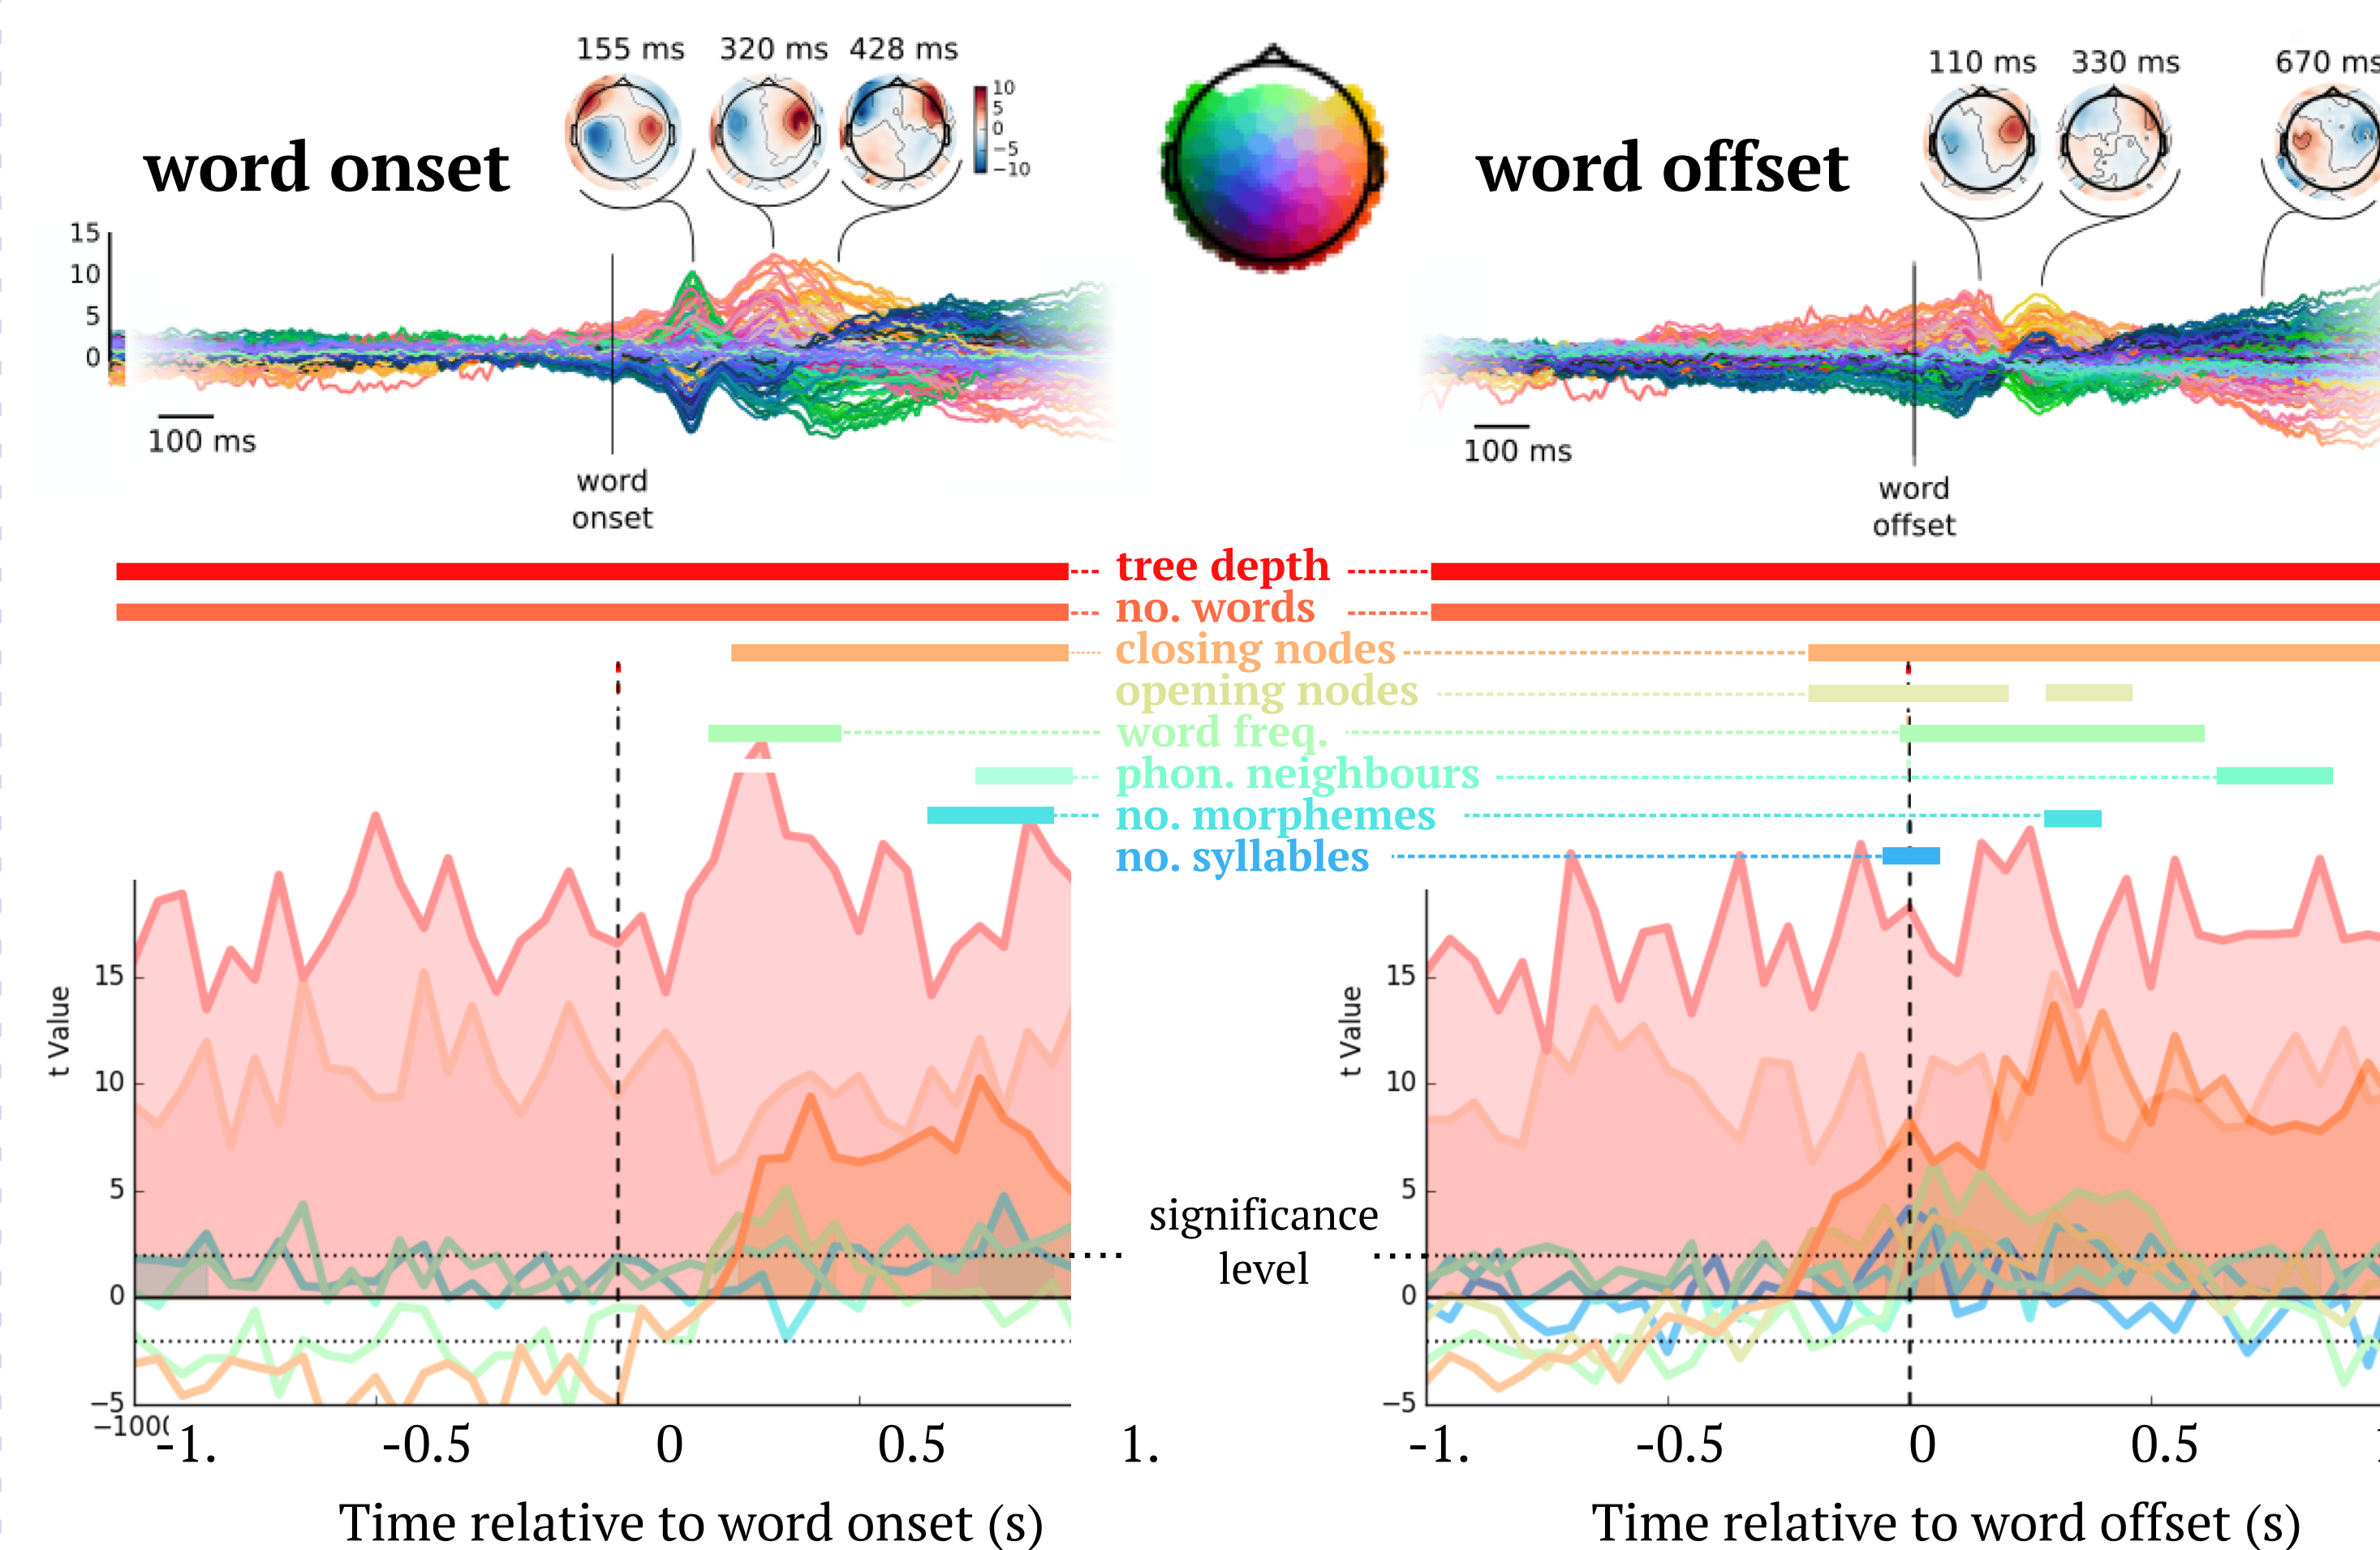 155 ms 320 ms 428 ms
10
5
0
−5
−10
word onset
15
10
5
0
100 ms
word
onset
110 ms 330 ms 670 ms
word offset
100 ms
word
offset
tree depth
no. words
closing nodes
opening nodes
word freq.
phon. neighbours
no. morphemes
no. syllables
t Value
15
10
5
0
−5
−100
-1. -0.5 0 0.5 1.
Time relative to word onset (s)
significance
level
t Value
15
10
5
0
−5
-1. -0.5 0 0.5
Time relative to word offset (s)